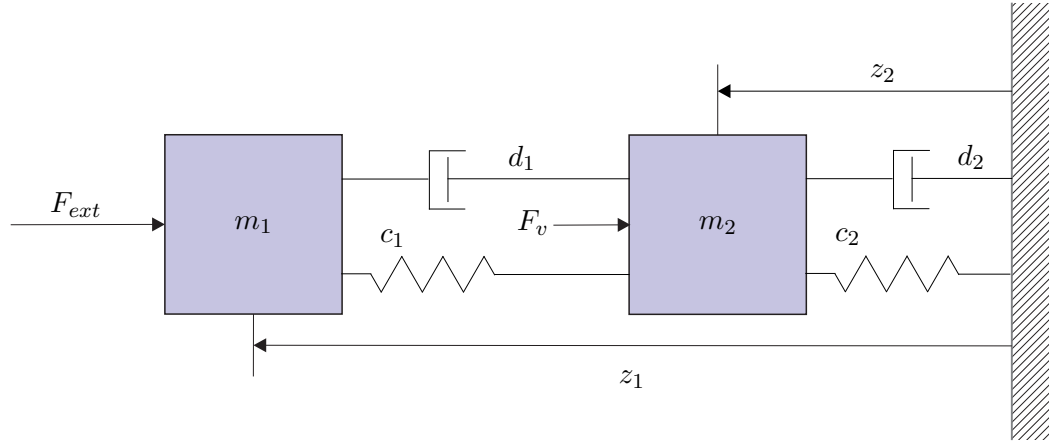 z₂
d₁
d₂
F_ext
m₁
c₁
F_v
m₂
c₂
z₁